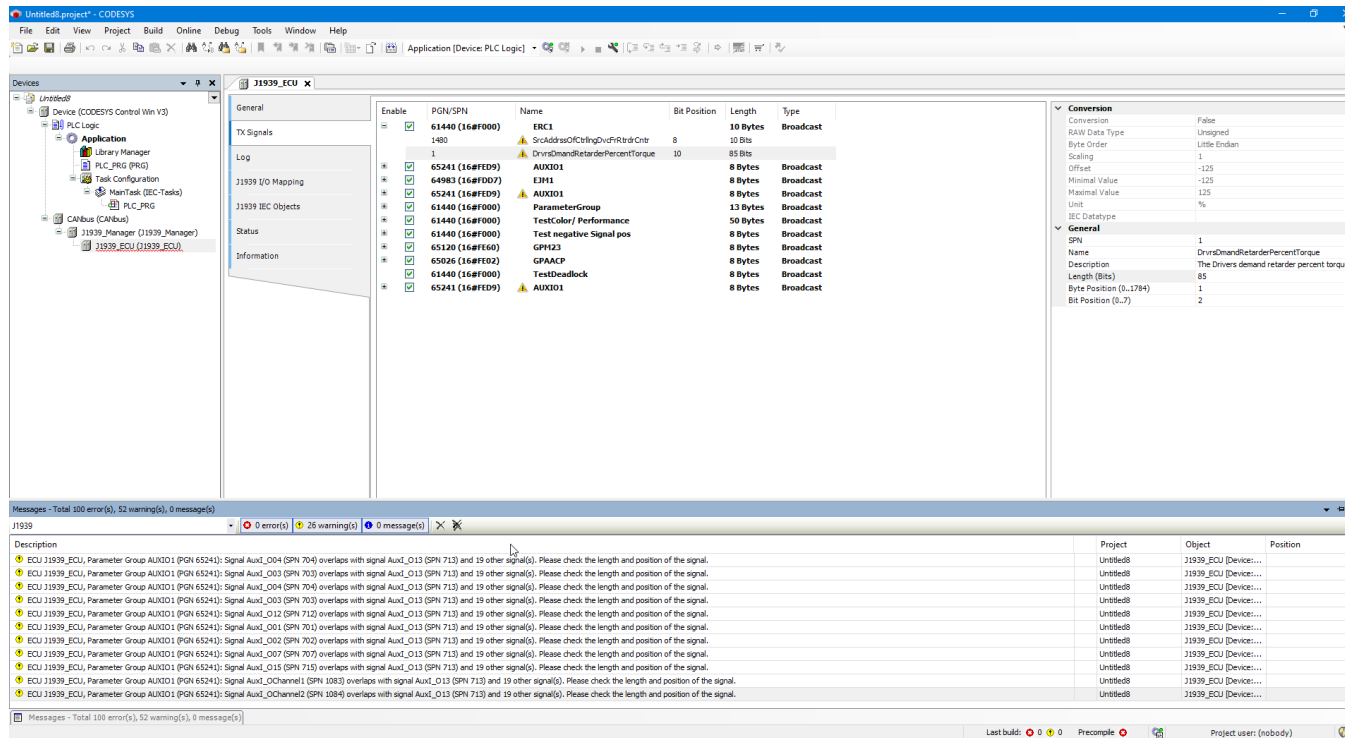 Untitled8.project* - CODESYS
File Edit View Project Build Online Debug Tools Window Help
Application [Device: PLC Logic]
Devices
Untitled8
Device (CODESYS Control Win V3)
PLC Logic
Application
Library Manager
PLC_PRG (PRG)
Task Configuration
MainTask (IEC-Tasks)
PLC_PRG
CANbus (CANbus)
J1939_Manager (J1939_Manager)
J1939_ECU (J1939_ECU)
J1939_ECU
General
TX Signals
Log
J1939 I/O Mapping
J1939 IEC Objects
Status
Information
Enable PGN/SPN Name Bit Position Length Type
61440 (16#F000) ERC1 10 Bytes Broadcast
1480 SrcAddrssOfCtrllngDvcFrRtrdrCntr 8 10 Bits
1 DrvrsDmandRetarderPercentTorque 10 85 Bits
65241 (16#FED9) AUXIO1 8 Bytes Broadcast
64983 (16#FDD7) EJM1 8 Bytes Broadcast
65241 (16#FED9) AUXIO1 8 Bytes Broadcast
61440 (16#F000) ParameterGroup 13 Bytes Broadcast
61440 (16#F000) TestColor/ Performance 50 Bytes Broadcast
61440 (16#F000) Test negative Signal pos 8 Bytes Broadcast
65120 (16#FE60) GPM23 8 Bytes Broadcast
65026 (16#FE02) GPAACP 8 Bytes Broadcast
61440 (16#F000) TestDeadlock 8 Bytes Broadcast
65241 (16#FED9) AUXIO1 8 Bytes Broadcast
Conversion
Conversion False
RAW Data Type Unsigned
Byte Order Little Endian
Scaling 1
Offset -125
Minimal Value -125
Maximal Value 125
Unit %
IEC Datatype
General
SPN 1
Name DrvrsDmandRetarderPercentTorque
Description The Drivers demand retarder percent torqu
Length (Bits) 85
Byte Position (0..1784) 1
Bit Position (0..7) 2
Messages - Total 100 error(s), 52 warning(s), 0 message(s)
J1939 0 error(s) 26 warning(s) 0 message(s)
Description Project Object Position
ECU J1939_ECU, Parameter Group AUXIO1 (PGN 65241): Signal AuxI_O04 (SPN 704) overlaps with signal AuxI_O13 (SPN 713) and 19 other signal(s). Please check the length and position of the signal. Untitled8 J1939_ECU [Device:...
ECU J1939_ECU, Parameter Group AUXIO1 (PGN 65241): Signal AuxI_O03 (SPN 703) overlaps with signal AuxI_O13 (SPN 713) and 19 other signal(s). Please check the length and position of the signal. Untitled8 J1939_ECU [Device:...
ECU J1939_ECU, Parameter Group AUXIO1 (PGN 65241): Signal AuxI_O04 (SPN 704) overlaps with signal AuxI_O13 (SPN 713) and 19 other signal(s). Please check the length and position of the signal. Untitled8 J1939_ECU [Device:...
ECU J1939_ECU, Parameter Group AUXIO1 (PGN 65241): Signal AuxI_O03 (SPN 703) overlaps with signal AuxI_O13 (SPN 713) and 19 other signal(s). Please check the length and position of the signal. Untitled8 J1939_ECU [Device:...
ECU J1939_ECU, Parameter Group AUXIO1 (PGN 65241): Signal AuxI_O12 (SPN 712) overlaps with signal AuxI_O13 (SPN 713) and 19 other signal(s). Please check the length and position of the signal. Untitled8 J1939_ECU [Device:...
ECU J1939_ECU, Parameter Group AUXIO1 (PGN 65241): Signal AuxI_O01 (SPN 701) overlaps with signal AuxI_O13 (SPN 713) and 19 other signal(s). Please check the length and position of the signal. Untitled8 J1939_ECU [Device:...
ECU J1939_ECU, Parameter Group AUXIO1 (PGN 65241): Signal AuxI_O02 (SPN 702) overlaps with signal AuxI_O13 (SPN 713) and 19 other signal(s). Please check the length and position of the signal. Untitled8 J1939_ECU [Device:...
ECU J1939_ECU, Parameter Group AUXIO1 (PGN 65241): Signal AuxI_O07 (SPN 707) overlaps with signal AuxI_O13 (SPN 713) and 19 other signal(s). Please check the length and position of the signal. Untitled8 J1939_ECU [Device:...
ECU J1939_ECU, Parameter Group AUXIO1 (PGN 65241): Signal AuxI_O15 (SPN 715) overlaps with signal AuxI_O13 (SPN 713) and 19 other signal(s). Please check the length and position of the signal. Untitled8 J1939_ECU [Device:...
ECU J1939_ECU, Parameter Group AUXIO1 (PGN 65241): Signal AuxI_OChannel1 (SPN 1083) overlaps with signal AuxI_O13 (SPN 713) and 19 other signal(s). Please check the length and position of the signal. Untitled8 J1939_ECU [Device:...
ECU J1939_ECU, Parameter Group AUXIO1 (PGN 65241): Signal AuxI_OChannel2 (SPN 1084) overlaps with signal AuxI_O13 (SPN 713) and 19 other signal(s). Please check the length and position of the signal. Untitled8 J1939_ECU [Device:...
Messages - Total 100 error(s), 52 warning(s), 0 message(s)
Last build: 0 0 Precompile Project user: (nobody)